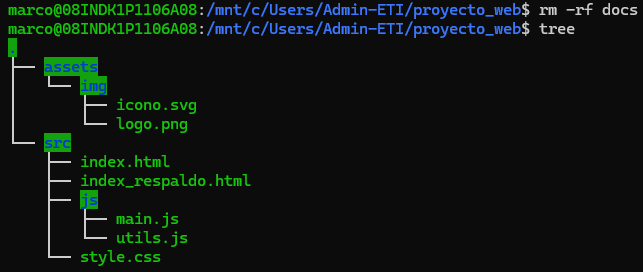 marco@08INDK1P1106A08:/mnt/c/Users/Admin-ETI/proyecto_web$ rm -rf docs
marco@08INDK1P1106A08:/mnt/c/Users/Admin-ETI/proyecto_web$ tree
.
├── assets
│   └── img
│       ├── icono.svg
│       └── logo.png
└── src
    ├── index.html
    ├── index_respaldo.html
    ├── js
    │   ├── main.js
    │   └── utils.js
    └── style.css